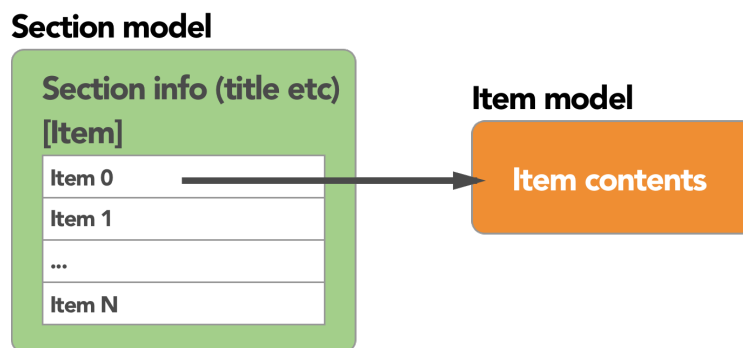 Section model
Section info (title etc)
[Item]
Item 0
Item 1
...
Item N
Item model
Item contents